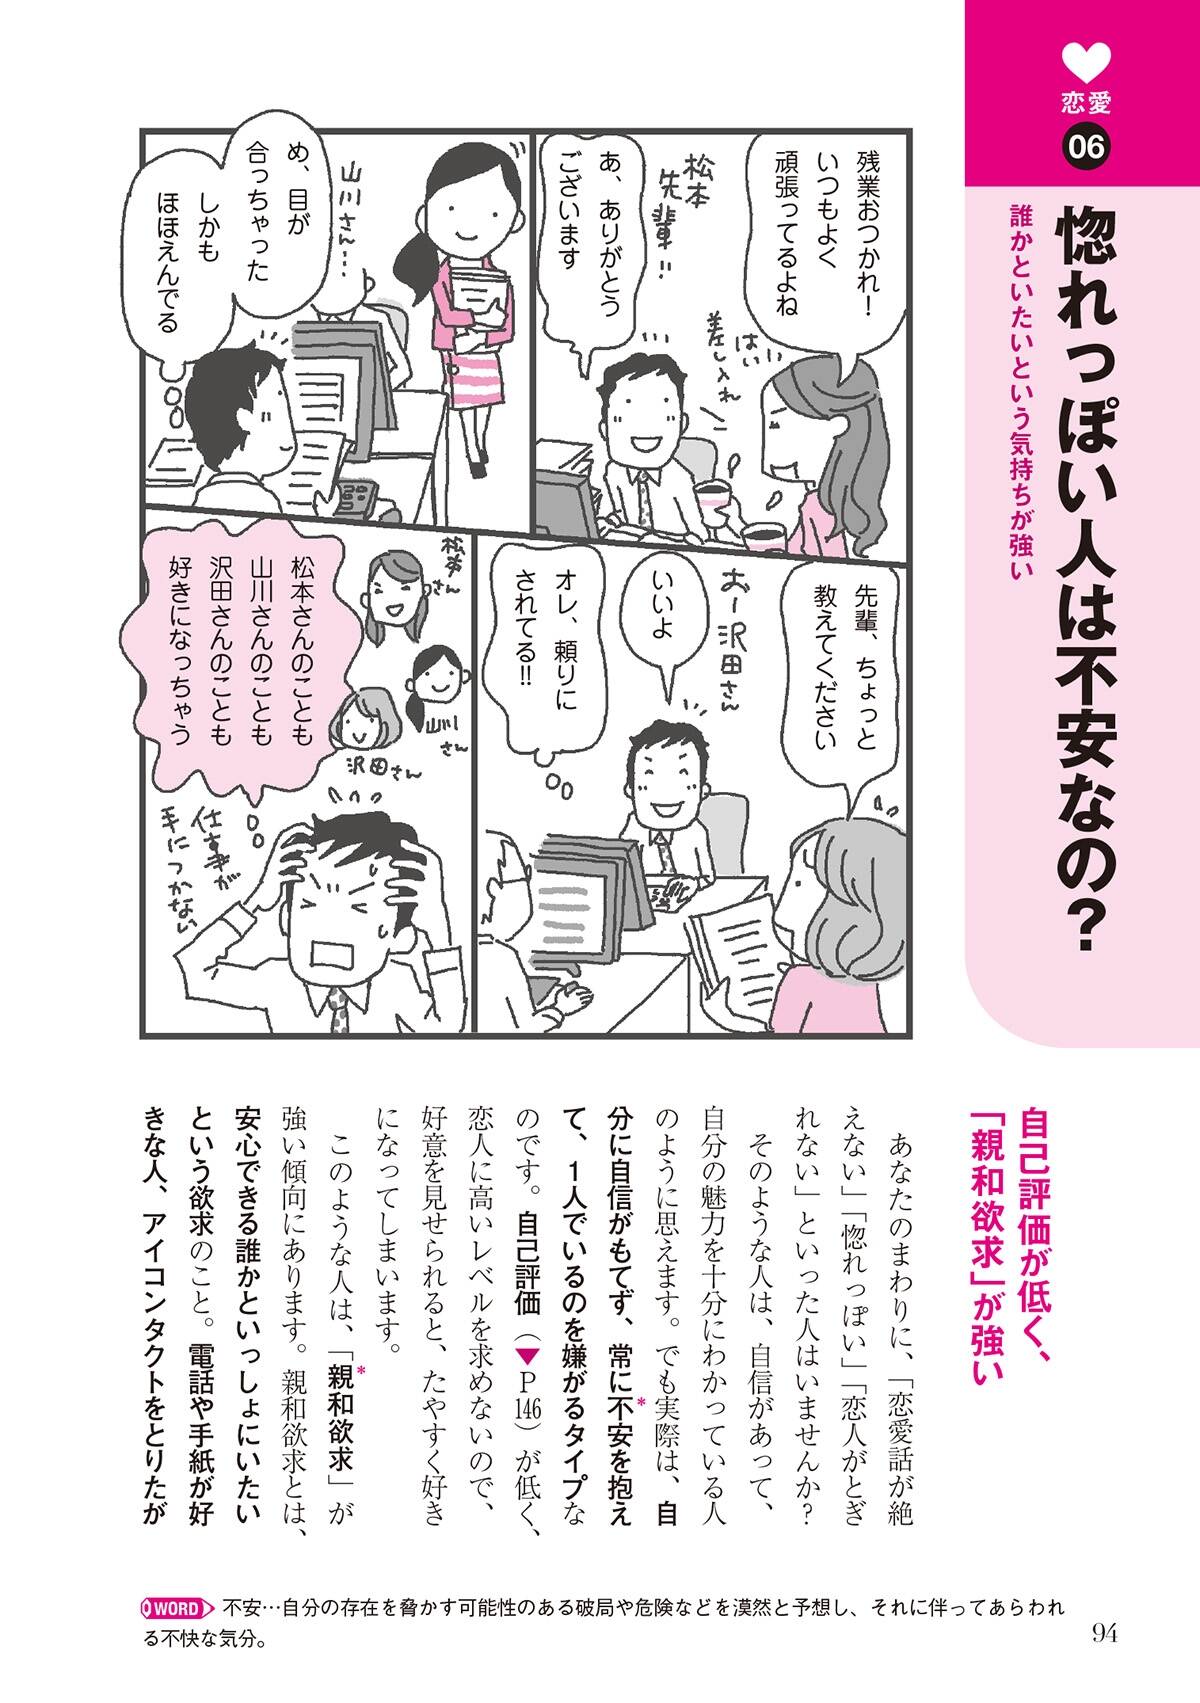 恋愛
06
惚れっぽい人は不安なの？
誰かといたいという気持ちが強い
残業おつかれ！
いつもよく
頑張ってるよね
松本
先輩!!
あ、ありがとう
ございます
はい
差し入れ
山川さん…
め、目が
合っちゃった
しかも
ほほえんでる
先輩、ちょっと
教えてください
おー沢田さん
いいよ
オレ、頼りに
されてる!!
松本さん
山川さん
沢田さん
松本さんのことも
山川さんのことも
沢田さんのことも
好きになっちゃう
仕事が
手につかない
自己評価が低く、
「親和欲求」が強い
あなたのまわりに、「恋愛話が絶
えない」「惚れっぽい」「恋人がとぎ
れない」といった人はいませんか？
そのような人は、自信があって、
自分の魅力を十分にわかっている人
のように思えます。でも実際は、自
分に自信がもてず、常に不安を抱え
て、1人でいるのを嫌がるタイプな
のです。自己評価（▼P146）が低く、
恋人に高いレベルを求めないので、
好意を見せられると、たやすく好き
になってしまいます。
このような人は、「親和欲求」が
強い傾向にあります。親和欲求とは、
安心できる誰かといっしょにいたい
という欲求のこと。電話や手紙が好
きな人、アイコンタクトをとりたが
WORD 不安…自分の存在を脅かす可能性のある破局や危険などを漠然と予想し、それに伴ってあらわれ
る不快な気分。
94